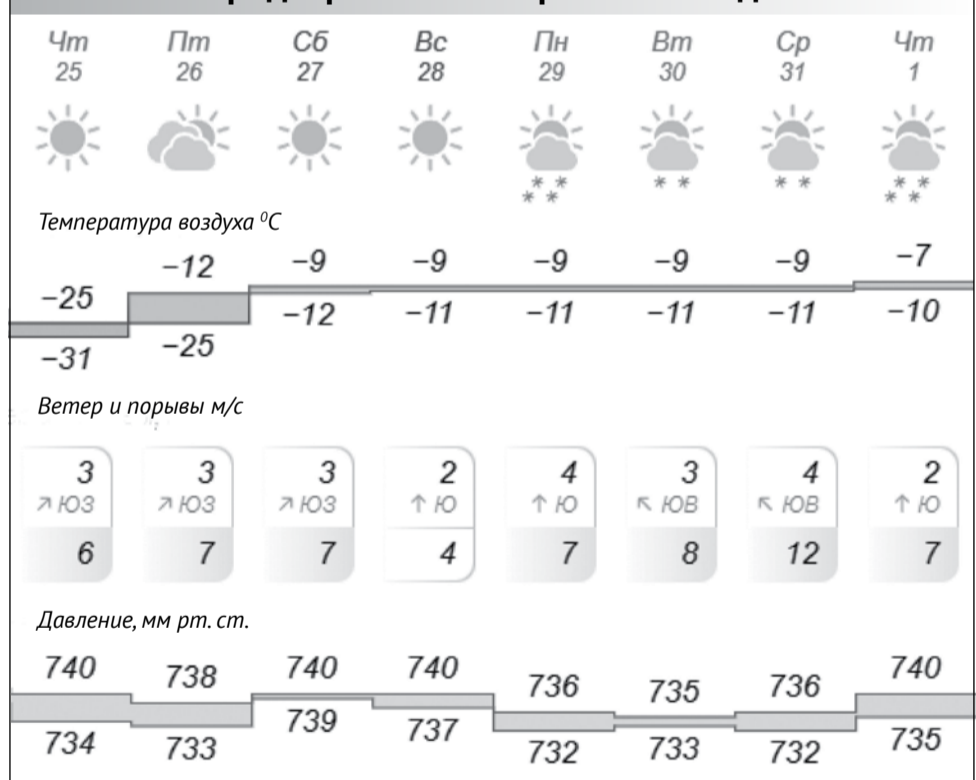 Чт Пт Сб Вс Пн Вт Ср Чт
25 26 27 28 29 30 31 1
Температура воздуха ⁰С
−25 −12 −9 −9 −9 −9 −9 −7
−31 −25 −12 −11 −11 −11 −11 −10
Ветер и порывы м/с
3 3 3 2 4 3 4 2
↗ ЮЗ ↗ ЮЗ ↗ ЮЗ ↑ Ю ↑ Ю ↖ ЮВ ↖ ЮВ ↑ Ю
6 7 7 4 7 8 12 7
Давление, мм рт. ст.
740 738 740 740 736 735 736 740
734 733 739 737 732 733 732 735